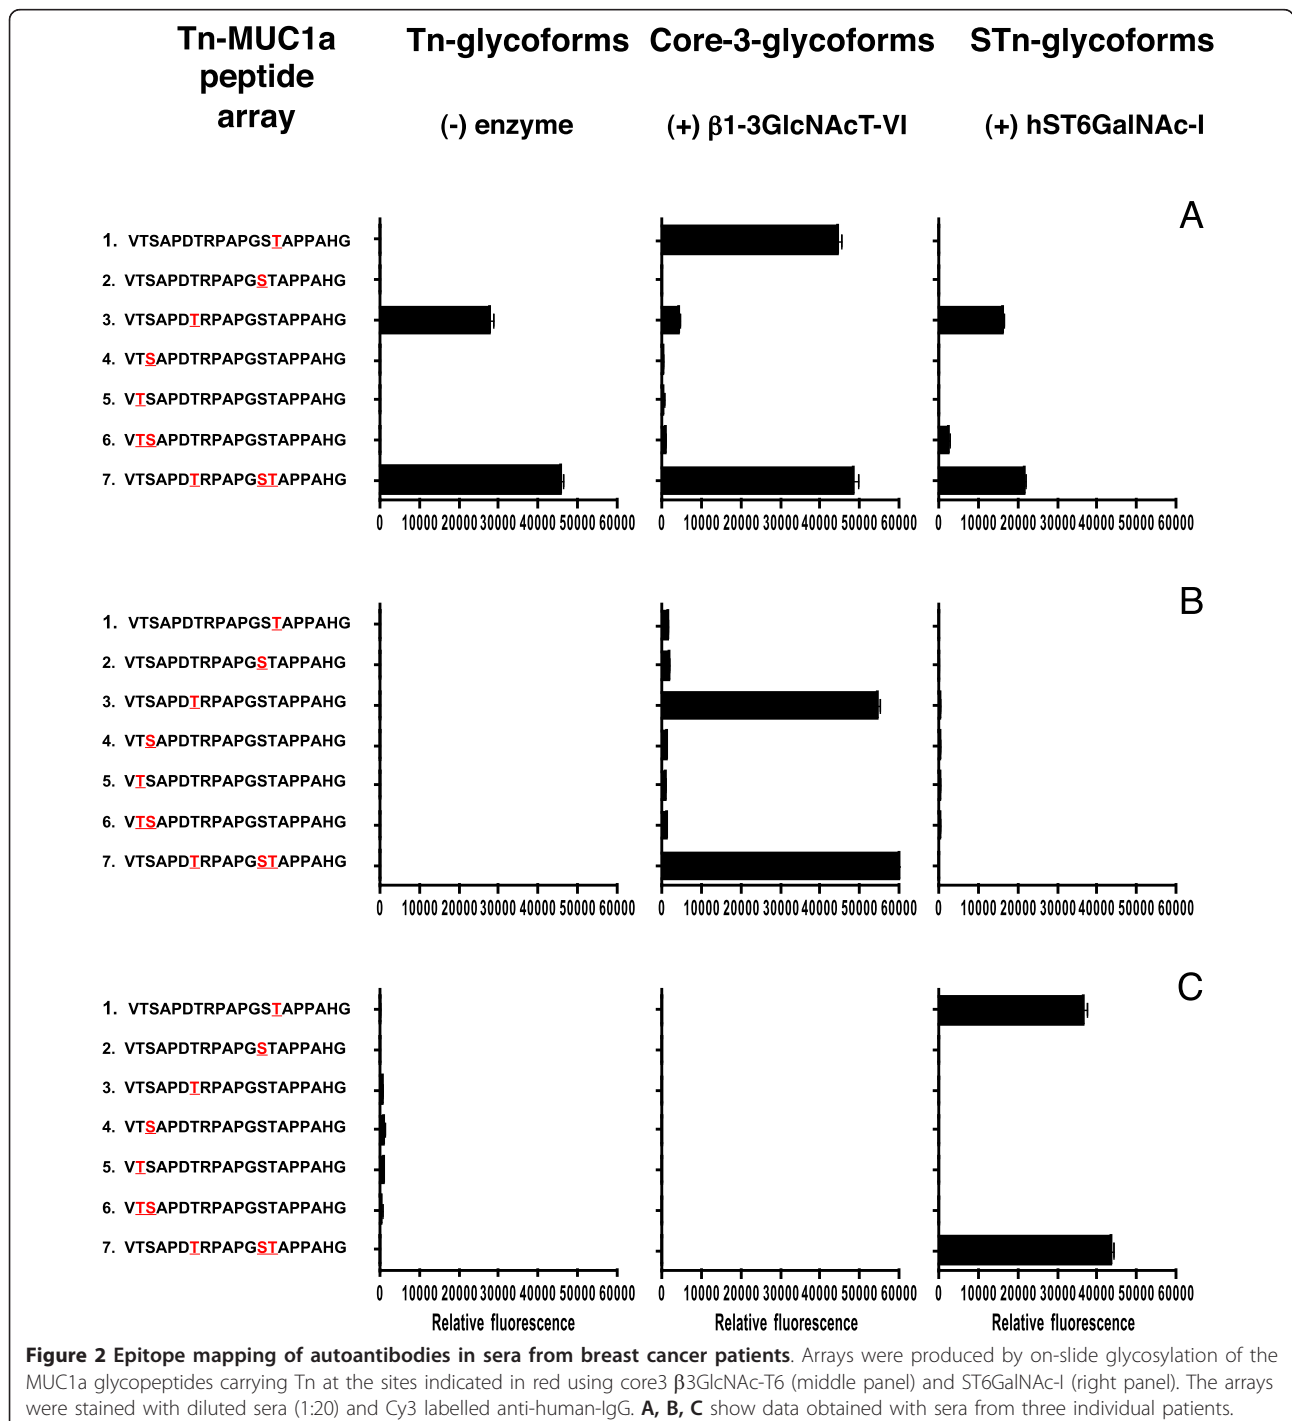 Tn-MUC1a
peptide
array
Tn-glycoforms
(-) enzyme
Core-3-glycoforms
(+) β1-3GlcNAcT-VI
STn-glycoforms
(+) hST6GalNAc-I
A
1. VTSAPDTRPAPGSTAPPAHG
2. VTSAPDTRPAPGSTAPPAHG
3. VTSAPDTRPAPGSTAPPAHG
4. VTSAPDTRPAPGSTAPPAHG
5. VTSAPDTRPAPGSTAPPAHG
6. VTSAPDTRPAPGSTAPPAHG
7. VTSAPDTRPAPGSTAPPAHG
0 10000 20000 30000 40000 50000 60000
0 10000 20000 30000 40000 50000 60000
0 10000 20000 30000 40000 50000 60000
B
1. VTSAPDTRPAPGSTAPPAHG
2. VTSAPDTRPAPGSTAPPAHG
3. VTSAPDTRPAPGSTAPPAHG
4. VTSAPDTRPAPGSTAPPAHG
5. VTSAPDTRPAPGSTAPPAHG
6. VTSAPDTRPAPGSTAPPAHG
7. VTSAPDTRPAPGSTAPPAHG
0 10000 20000 30000 40000 50000 60000
0 10000 20000 30000 40000 50000 60000
0 10000 20000 30000 40000 50000 60000
C
1. VTSAPDTRPAPGSTAPPAHG
2. VTSAPDTRPAPGSTAPPAHG
3. VTSAPDTRPAPGSTAPPAHG
4. VTSAPDTRPAPGSTAPPAHG
5. VTSAPDTRPAPGSTAPPAHG
6. VTSAPDTRPAPGSTAPPAHG
7. VTSAPDTRPAPGSTAPPAHG
0 10000 20000 30000 40000 50000 60000
0 10000 20000 30000 40000 50000 60000
0 10000 20000 30000 40000 50000 60000
Relative fluorescence
Relative fluorescence
Relative fluorescence
Figure 2 Epitope mapping of autoantibodies in sera from breast cancer patients. Arrays were produced by on-slide glycosylation of the
MUC1a glycopeptides carrying Tn at the sites indicated in red using core3 β3GlcNAc-T6 (middle panel) and ST6GalNAc-I (right panel). The arrays
were stained with diluted sera (1:20) and Cy3 labelled anti-human-IgG. A, B, C show data obtained with sera from three individual patients.